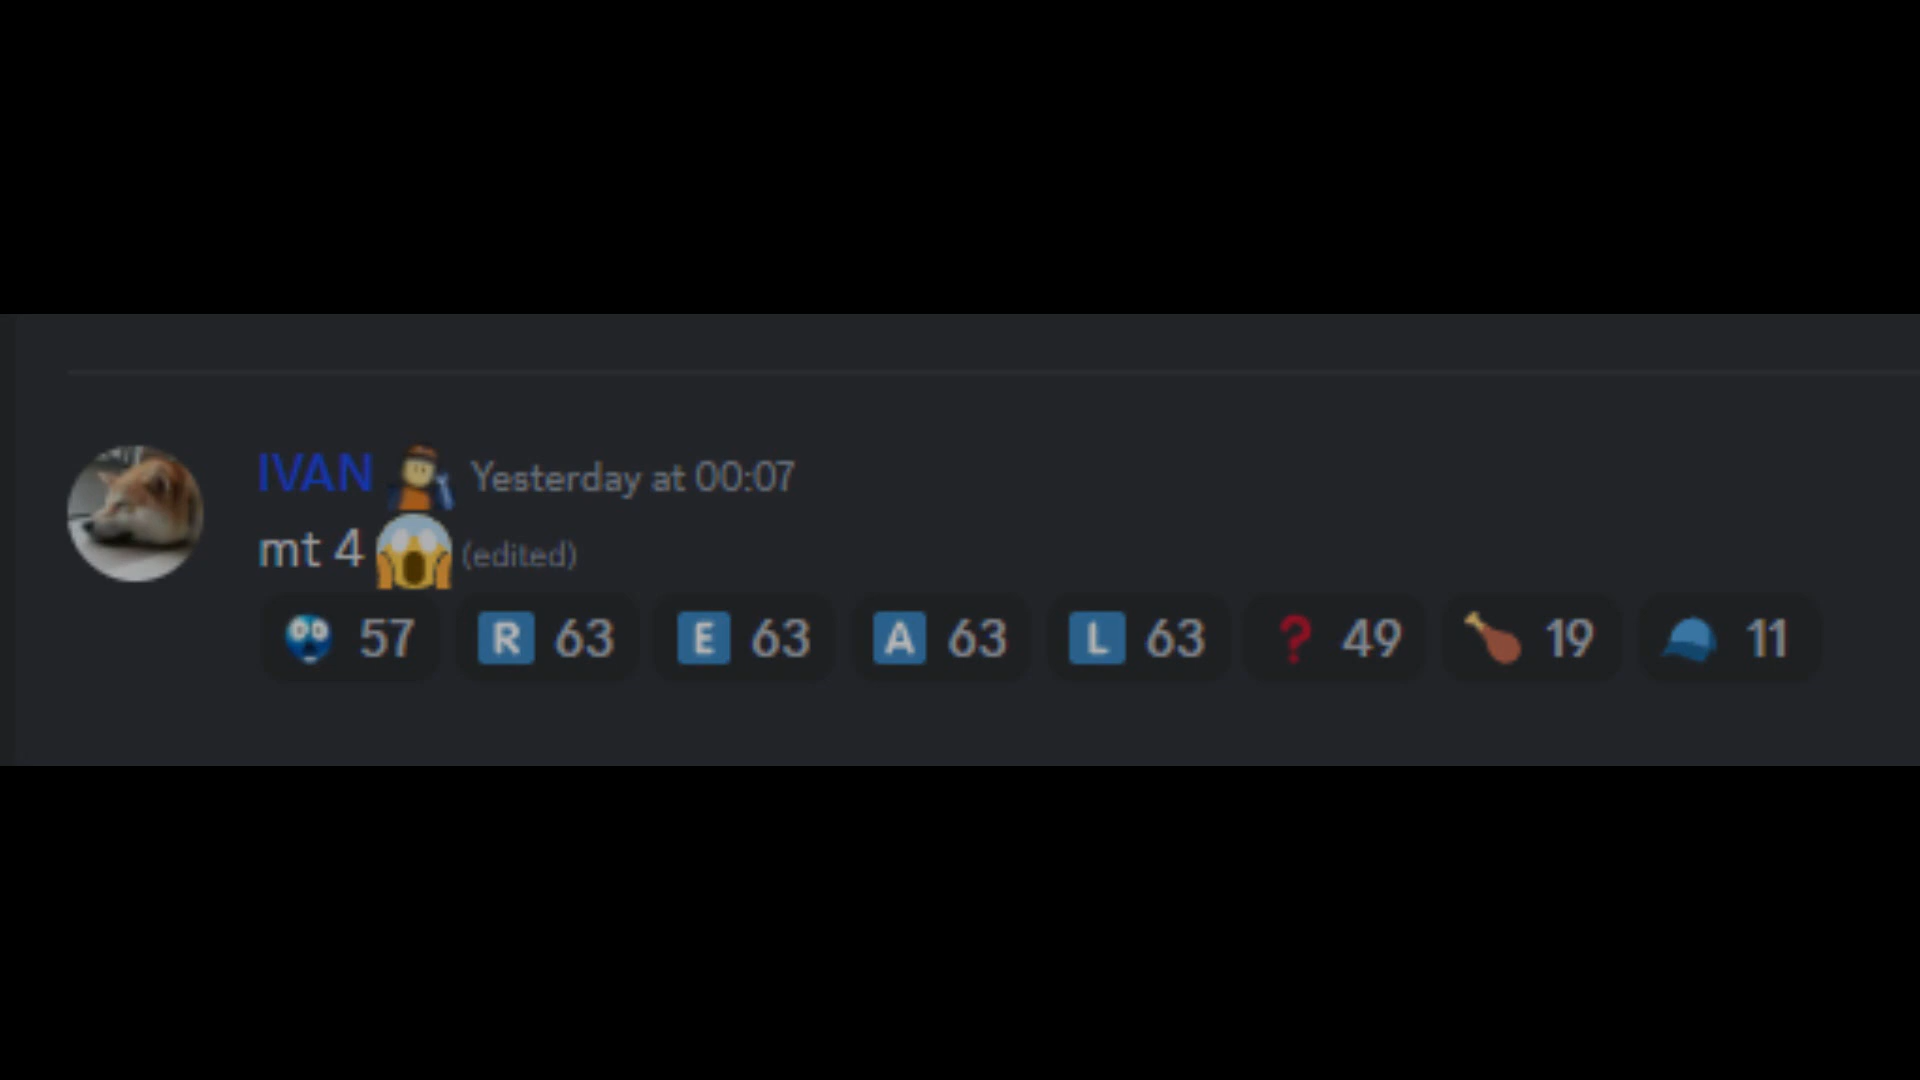 IVAN Yesterday at 00:07
mt 4 😱 (edited)
57 R 63 E 63 A 63 L 63 ? 49 19 11